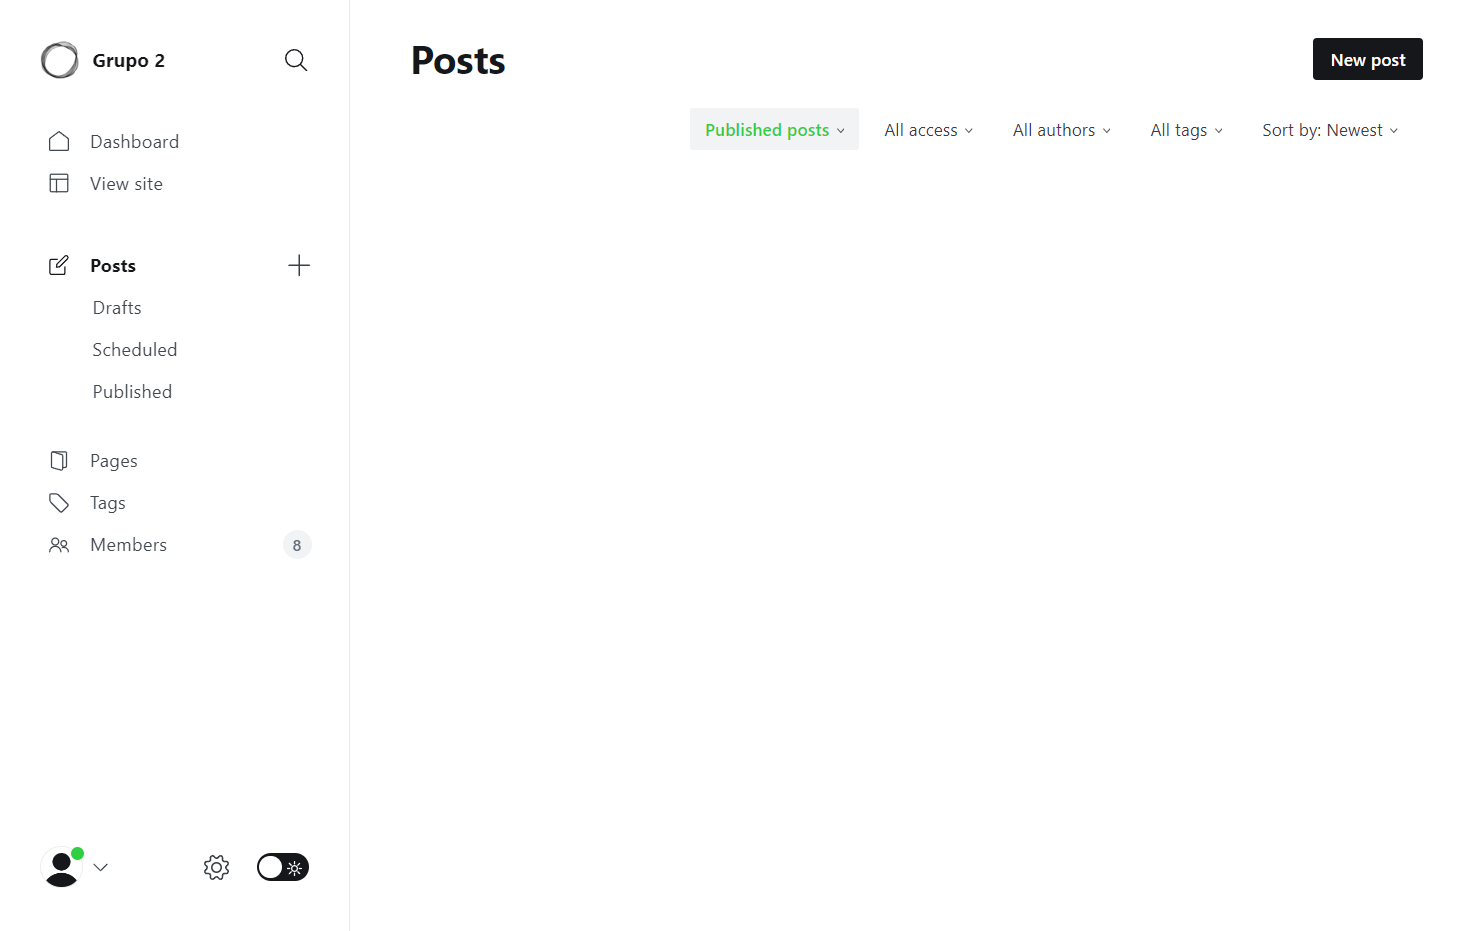 Grupo 2
Dashboard
View site
Posts
Drafts
Scheduled
Published
Pages
Tags
Members 8
Posts
New post
Published posts All access All authors All tags Sort by: Newest